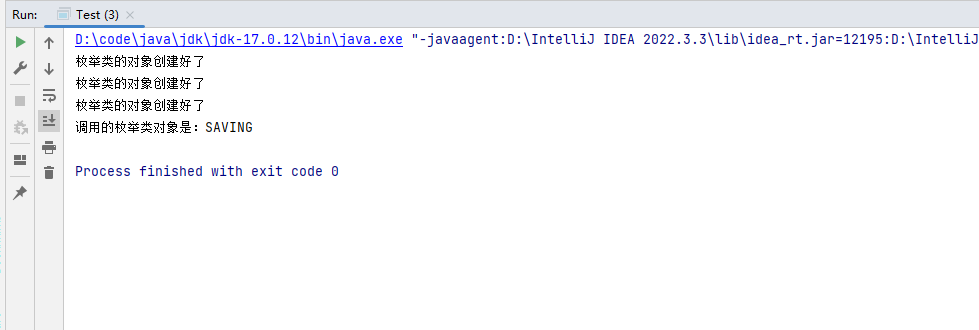 Run: Test (3)
D:\code\java\jdk\jdk-17.0.12\bin\java.exe "-javaagent:D:\IntelliJ IDEA 2022.3.3\lib\idea_rt.jar=12195:D:\IntelliJ
枚举类的对象创建好了
枚举类的对象创建好了
枚举类的对象创建好了
调用的枚举类对象是：SAVING
Process finished with exit code 0